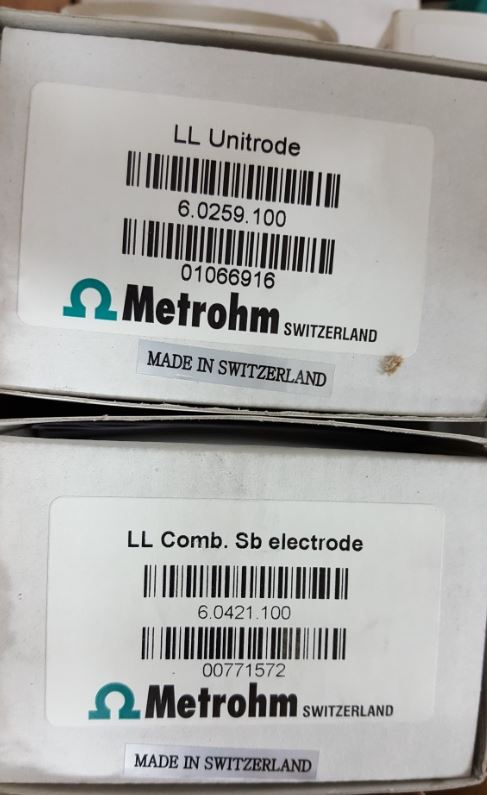 LL Unitrode
6.0259.100
01066916
Metrohm SWITZERLAND
MADE IN SWITZERLAND
LL Comb. Sb electrode
6.0421.100
00771572
Metrohm SWITZERLAND
MADE IN SWITZERLAND